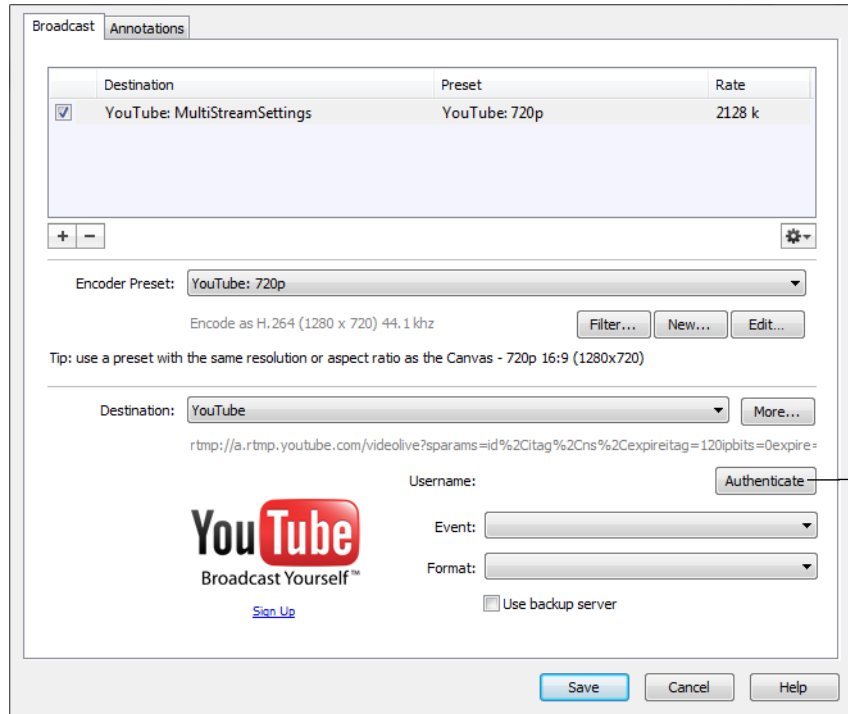 Broadcast Annotations
Destination Preset Rate
YouTube: MultiStreamSettings YouTube: 720p 2128 k
+ −
Encoder Preset: YouTube: 720p
Encode as H.264 (1280 x 720) 44.1 khz Filter... New... Edit...
Tip: use a preset with the same resolution or aspect ratio as the Canvas - 720p 16:9 (1280x720)
Destination: YouTube More...
rtmp://a.rtmp.youtube.com/videolive?sparams=id%2Citag%2Cns%2Cexpireitag=120ipbits=0expire=
Username: Authenticate
You Tube Event:
Broadcast Yourself™ Format:
Sign Up Use backup server
Save Cancel Help